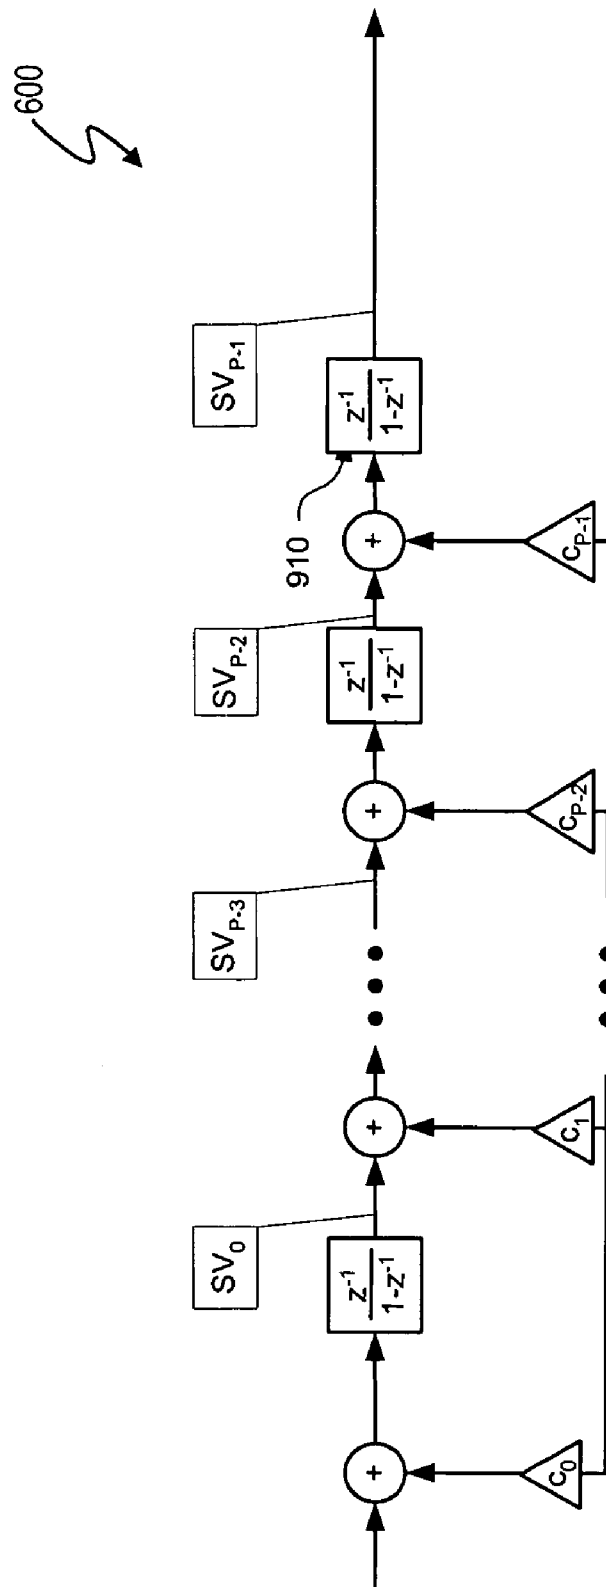 600
SV₀
SVP-3
SVP-2
SVP-1
z⁻¹
1-z⁻¹
z⁻¹
1-z⁻¹
z⁻¹
1-z⁻¹
910
+
+
+
+
C₀
C₁
CP-2
CP-1